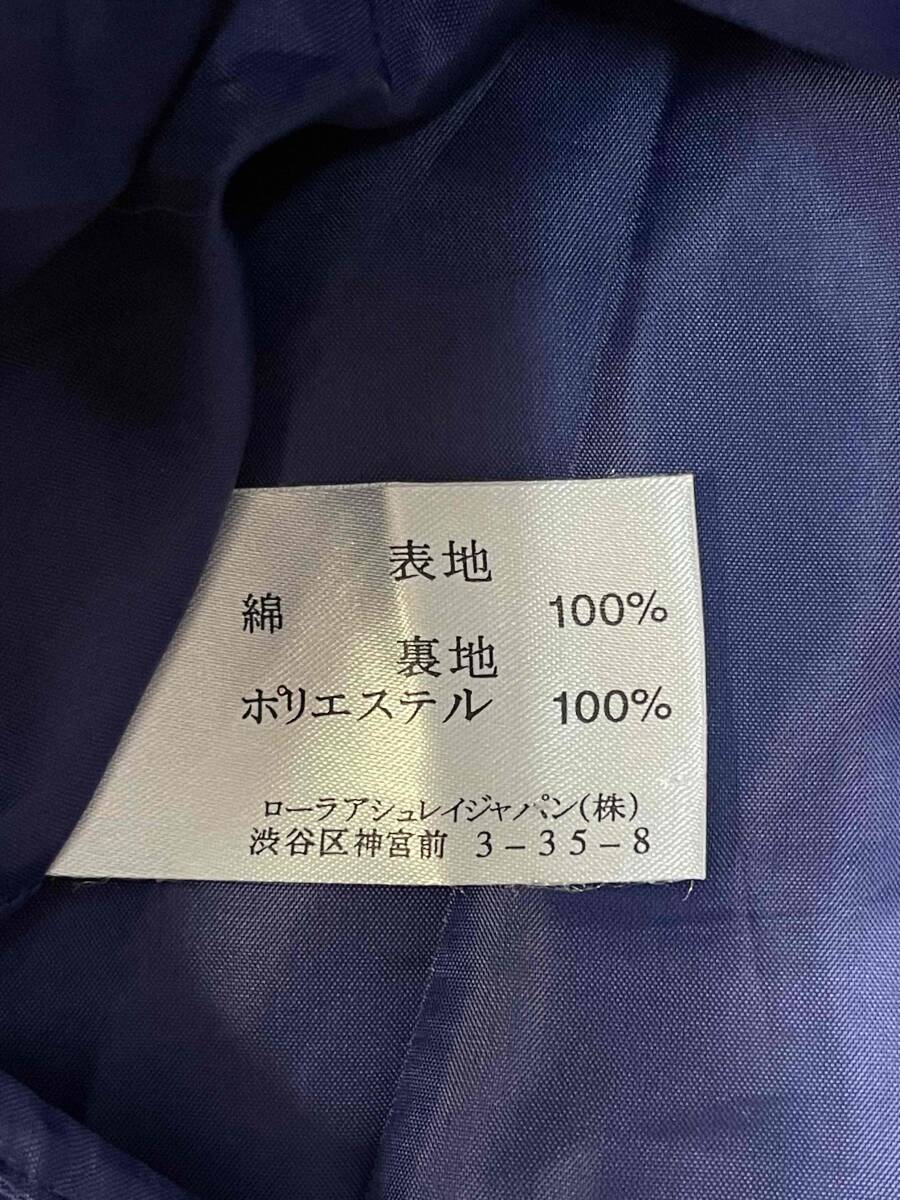 表地
綿 100%
裏地
ポリエステル 100%
ローラアシュレイジャパン(株)
渋谷区神宮前 3-35-8